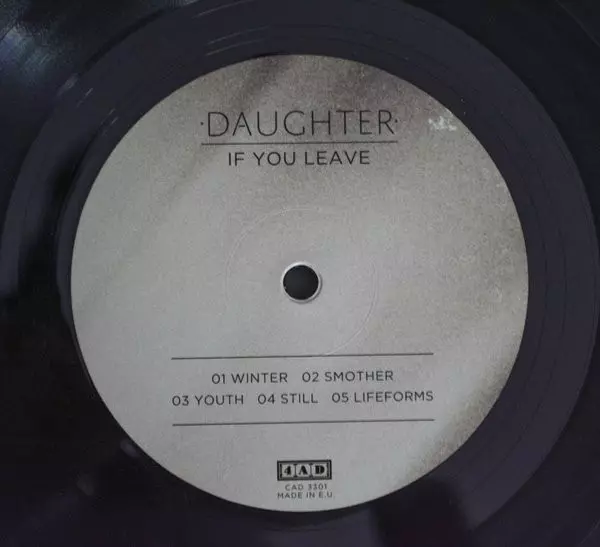 ·DAUGHTER·
IF YOU LEAVE
01 WINTER 02 SMOTHER
03 YOUTH 04 STILL 05 LIFEFORMS
4AD
CAD 3301
MADE IN E.U.